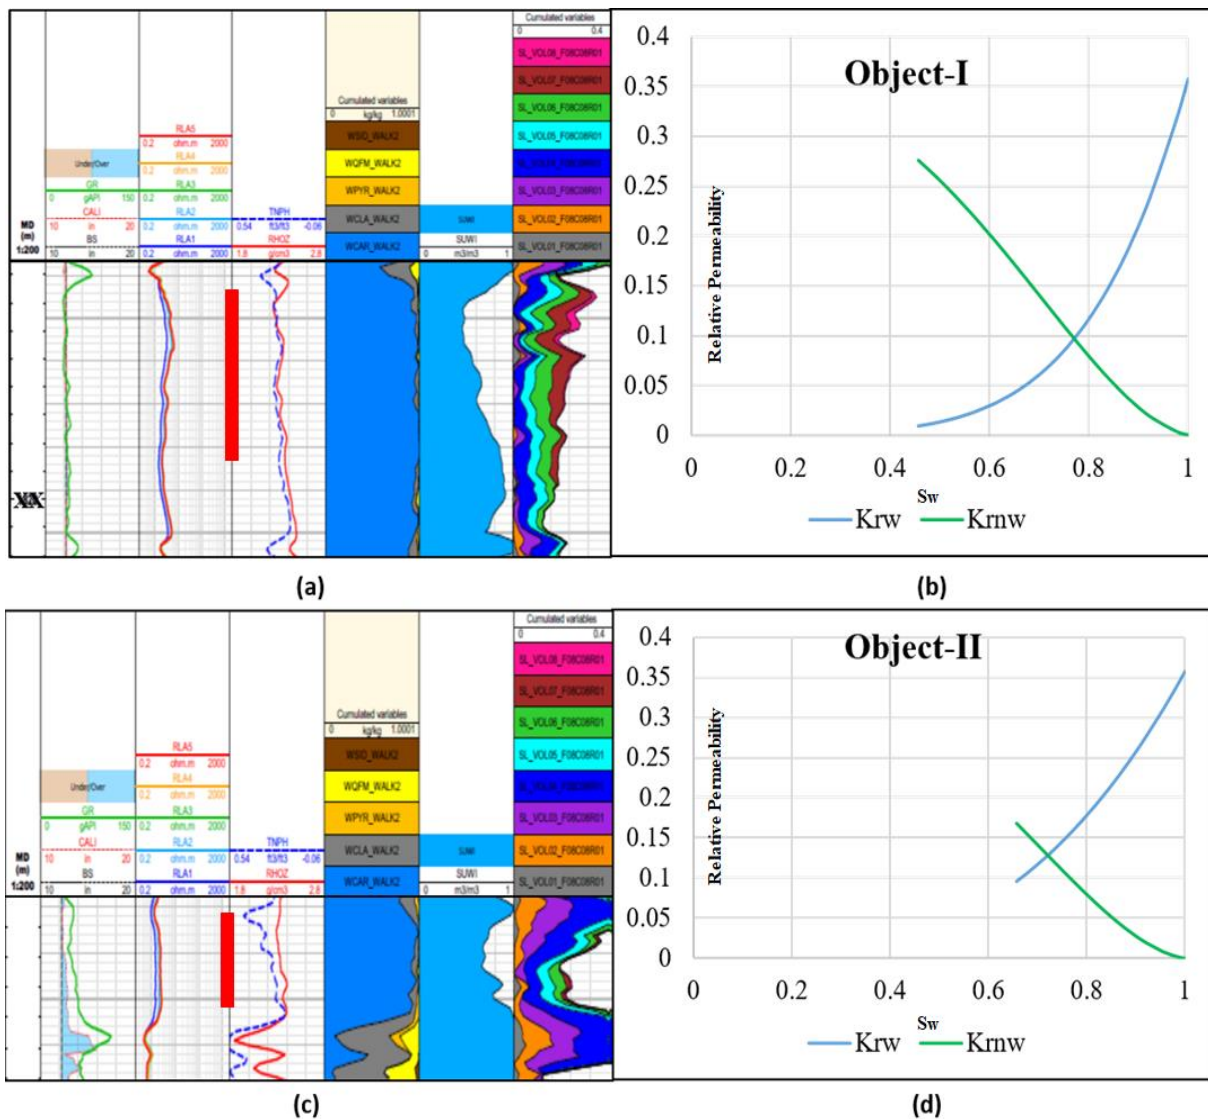 Cumulated variables
0 0.4
SL_VOL08_F08C08R01
SL_VOL07_F08C08R01
SL_VOL06_F08C08R01
SL_VOL05_F08C08R01
SL_VOL03_F08C08R01
SL_VOL02_F08C08R01
SL_VOL01_F08C08R01
Cumulated variables
0 kg/kg 1.0001
WSID_WALK2
WQFM_WALK2
WPYR_WALK2
WCLA_WALK2
WCAR_WALK2
RLA5
0.2 ohm.m 2000
RLA4
0.2 ohm.m 2000
RLA3
0.2 ohm.m 2000
RLA2
0.2 ohm.m 2000
RLA1
0.2 ohm.m 2000
Under/Over
GR
0 gAPI 150
CALI
10 in 20
BS
10 in 20
MD
(m)
1:200
TNPH
0.54 ft3/ft3 -0.06
RHOZ
1.8 g/cm3 2.8
SUWI
SUWI
0 m3/m3 1
(a)
Object-I
Relative Permeability
0.4
0.35
0.3
0.25
0.2
0.15
0.1
0.05
0
0 0.2 0.4 0.6 0.8 1
Sw
Krw Krnw
(b)
Cumulated variables
0 0.4
SL_VOL08_F08C08R01
SL_VOL07_F08C08R01
SL_VOL06_F08C08R01
SL_VOL05_F08C08R01
SL_VOL03_F08C08R01
SL_VOL02_F08C08R01
SL_VOL01_F08C08R01
Cumulated variables
0 kg/kg 1.0001
WSID_WALK2
WQFM_WALK2
WPYR_WALK2
WCLA_WALK2
WCAR_WALK2
RLA5
0.2 ohm.m 2000
RLA4
0.2 ohm.m 2000
RLA3
0.2 ohm.m 2000
RLA2
0.2 ohm.m 2000
RLA1
0.2 ohm.m 2000
Under/Over
GR
0 gAPI 150
CALI
10 in 20
BS
10 in 20
MD
(m)
1:200
TNPH
0.54 ft3/ft3 -0.06
RHOZ
1.8 g/cm3 2.8
SUWI
SUWI
0 m3/m3 1
(c)
Object-II
Relative Permeability
0.4
0.35
0.3
0.25
0.2
0.15
0.1
0.05
0
0 0.2 0.4 0.6 0.8 1
Sw
Krw Krnw
(d)